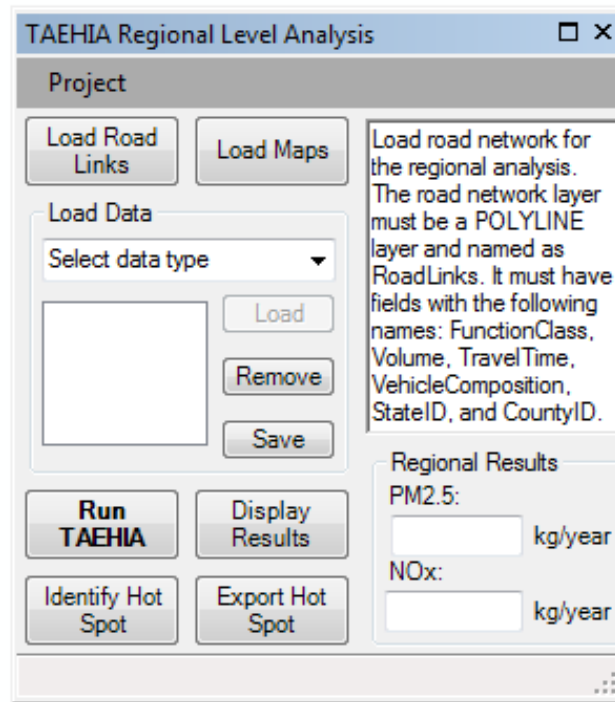 TAEHIA Regional Level Analysis
Project
Load Road
Links
Load Maps
Load Data
Select data type
Load
Remove
Save
Run
TAEHIA
Display
Results
Identify Hot
Spot
Export Hot
Spot
Load road network for
the regional analysis.
The road network layer
must be a POLYLINE
layer and named as
RoadLinks. It must have
fields with the following
names: FunctionClass,
Volume, TravelTime,
VehicleComposition,
StateID, and CountyID.
Regional Results
PM2.5:
kg/year
NOx:
kg/year